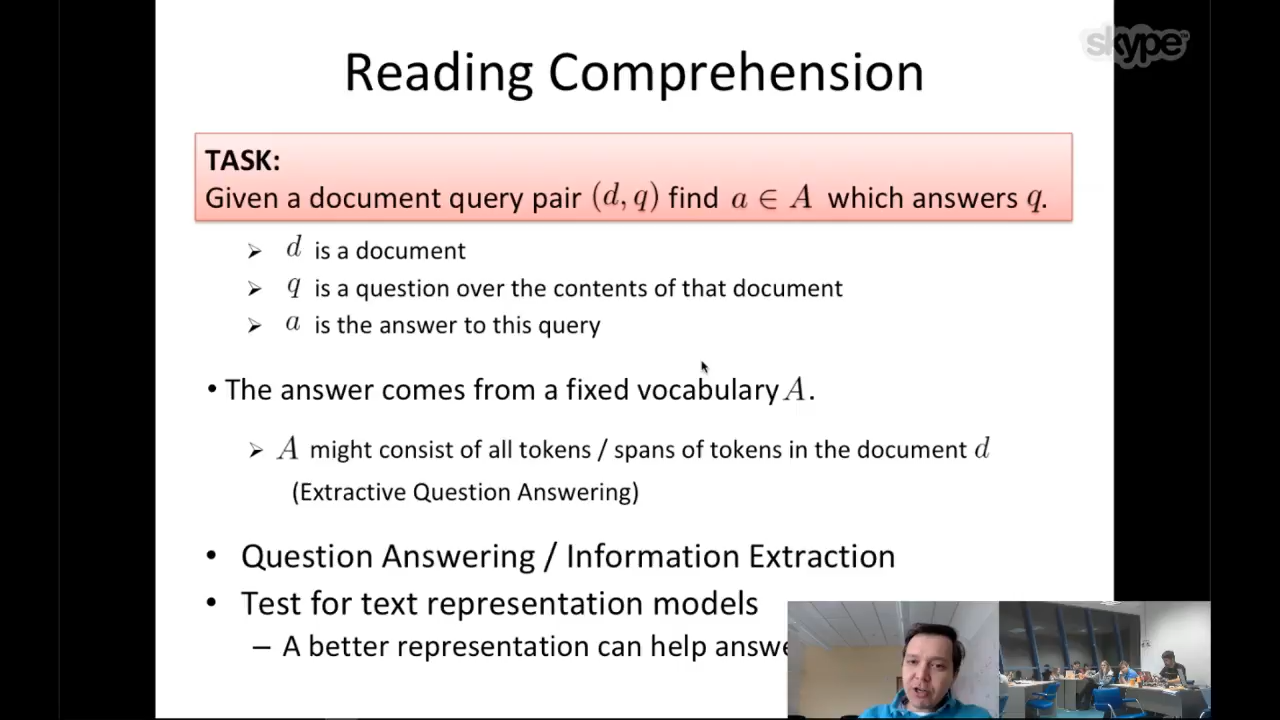 skype
Reading Comprehension
TASK:
Given a document query pair (d, q) find a ∈ A which answers q.
➢ d is a document
➢ q is a question over the contents of that document
➢ a is the answer to this query
• The answer comes from a fixed vocabulary A.
➢ A might consist of all tokens / spans of tokens in the document d
(Extractive Question Answering)
• Question Answering / Information Extraction
• Test for text representation models
– A better representation can help